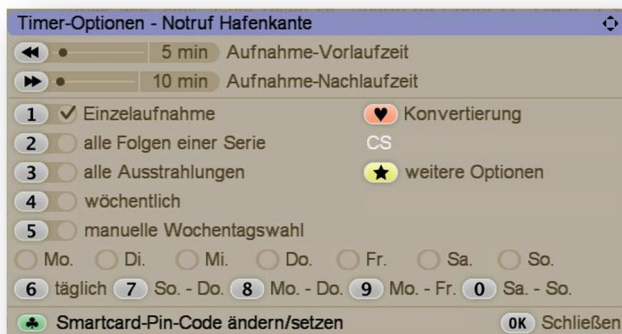 Timer-Optionen - Notruf Hafenkante
5 min Aufnahme-Vorlaufzeit
10 min Aufnahme-Nachlaufzeit
1 Einzelaufnahme Konvertierung
2 alle Folgen einer Serie CS
3 alle Ausstrahlungen weitere Optionen
4 wöchentlich
5 manuelle Wochentagswahl
Mo. Di. Mi. Do. Fr. Sa. So.
6 täglich 7 So. - Do. 8 Mo. - Do. 9 Mo. - Fr. 0 Sa. - So.
Smartcard-Pin-Code ändern/setzen OK Schließen